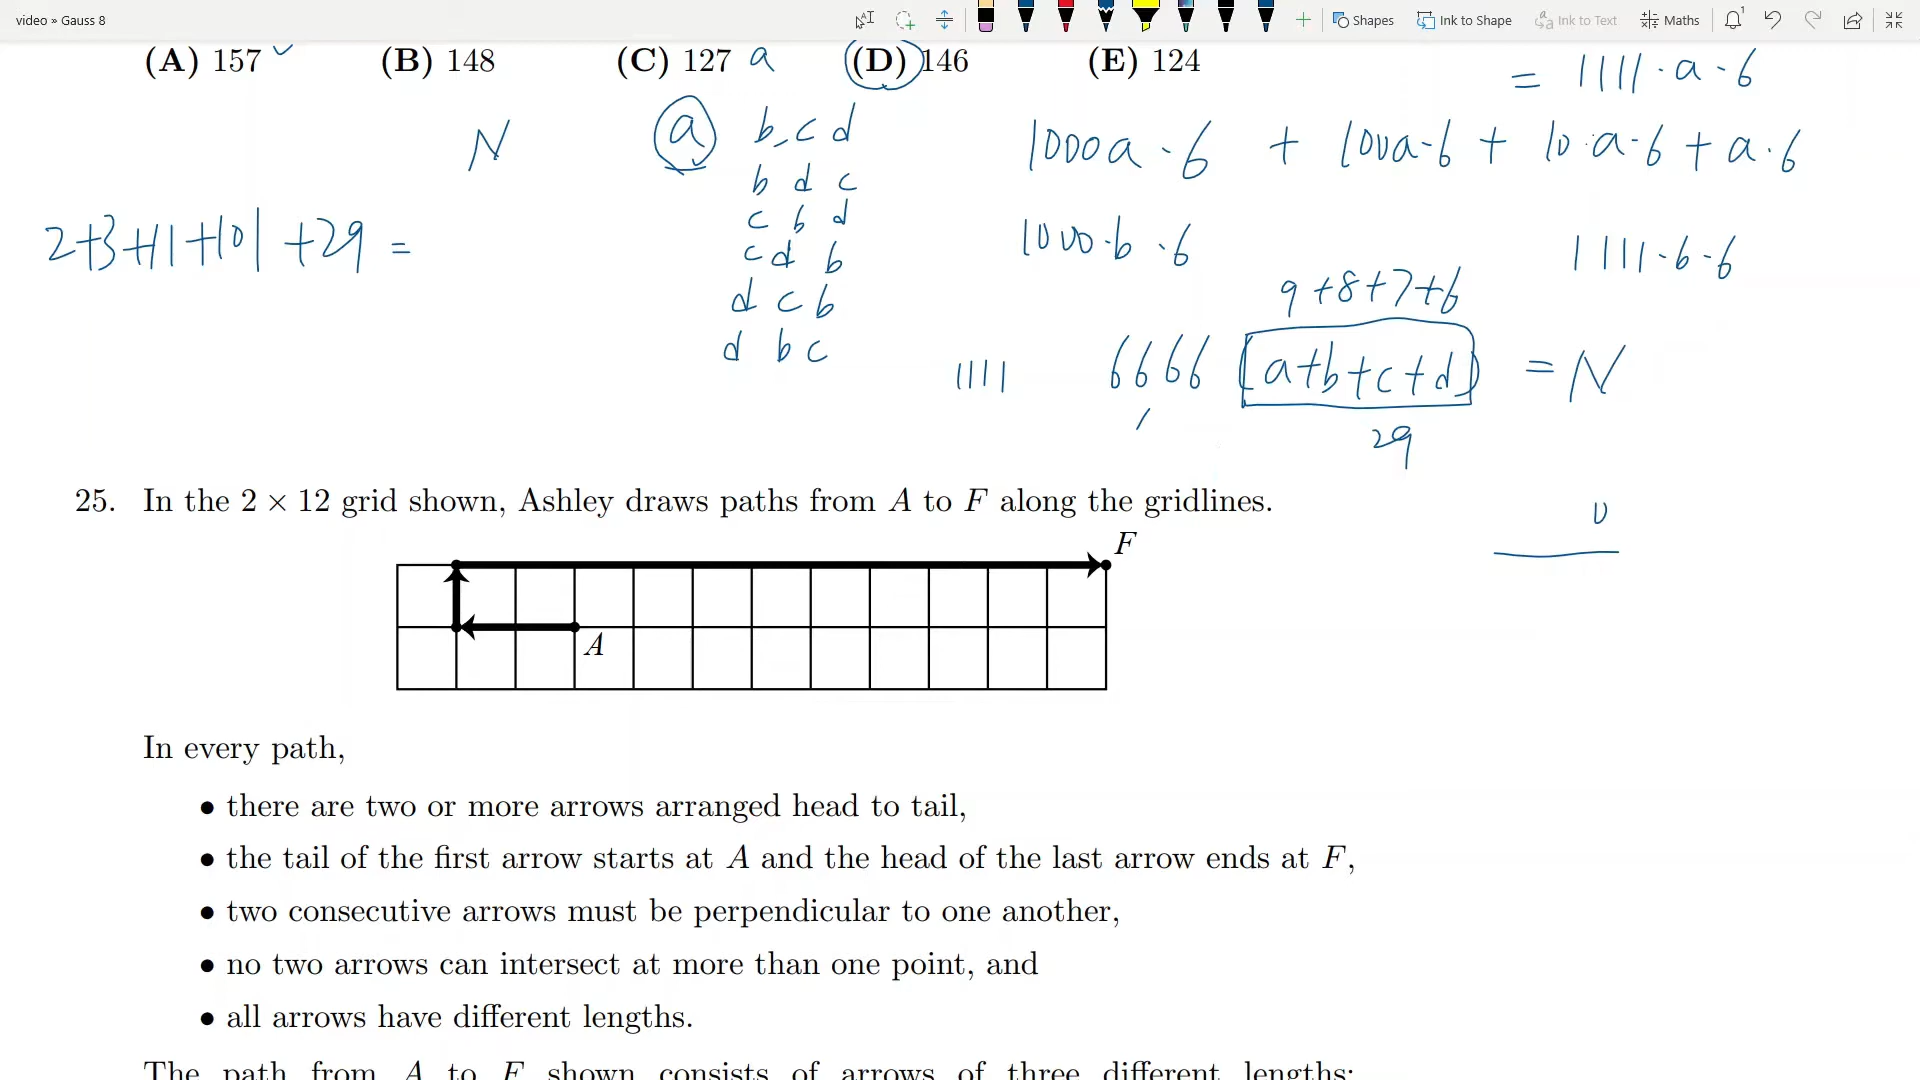 video » Gauss 8
Shapes Ink to Shape Ink to Text Maths
(A) 157 (B) 148 (C) 127 a (D) 146 (E) 124
= 1111 · a · 6
N
a b, c d
1000a · 6 + 100a · 6 + 10 · a · 6 + a · 6
b d c
c b d
2+3+11+101+29 =
1000 · b · 6
1111 · b · 6
c d b
d c b
9+8+7+6
d b c
1111 6666 (a+b+c+d) = N
29
25. In the 2 × 12 grid shown, Ashley draws paths from A to F along the gridlines.
F
A
In every path,
• there are two or more arrows arranged head to tail,
• the tail of the first arrow starts at A and the head of the last arrow ends at F,
• two consecutive arrows must be perpendicular to one another,
• no two arrows can intersect at more than one point, and
• all arrows have different lengths.
The path from A to F shown consists of arrows of three different lengths: